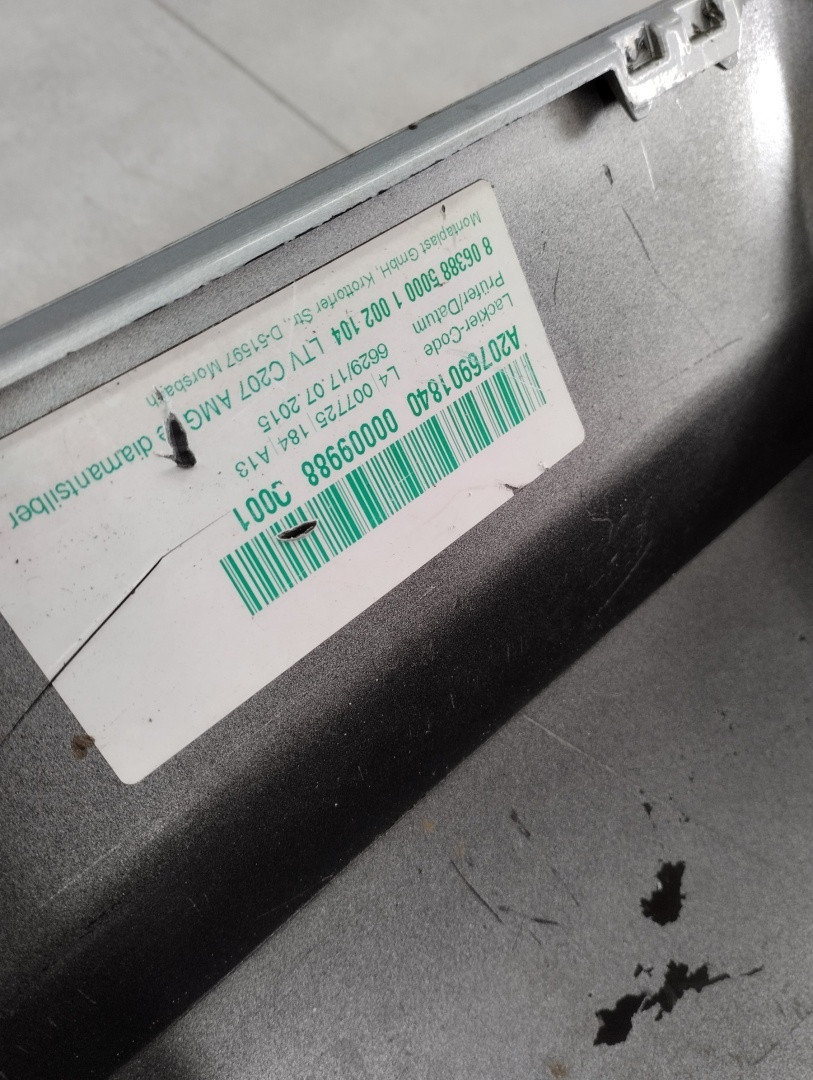 A2076901840 00009988 0001
Lackier-Code L4| 007725| 184| A13
Prüfer/Datum 6629/17.07.2015
8 06388 5000 1 002 104 LTV C207 AMG diamantsilber
Montaplast GmbH, Krottorfer Str., D-51597 Morsbach